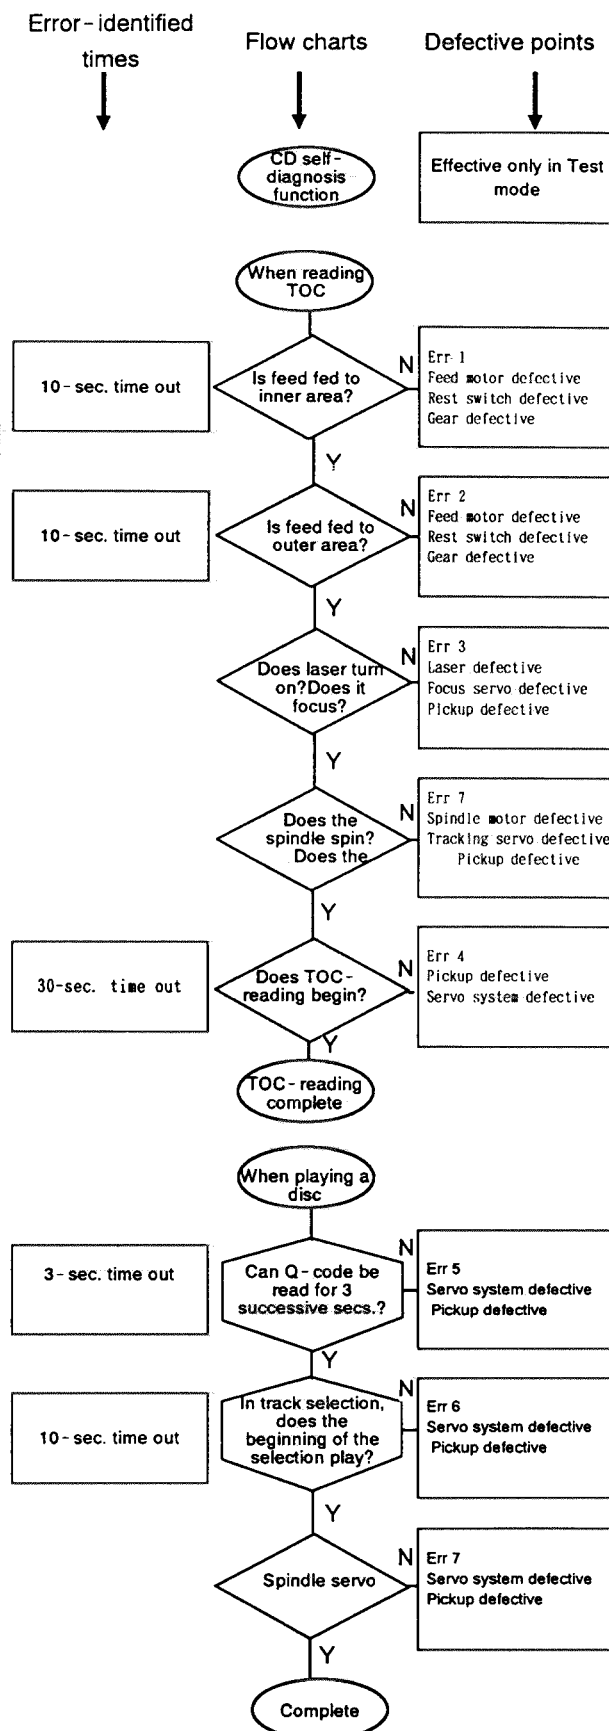 Error-identified
times
Flow charts
Defective points
CD self-
diagnosis
function
Effective only in Test
mode
When reading
TOC
10-sec. time out
Is feed fed to
inner area?
N
Err 1
Feed motor defective
Rest switch defective
Gear defective
Y
10-sec. time out
Is feed fed to
outer area?
N
Err 2
Feed motor defective
Rest switch defective
Gear defective
Y
Does laser turn
on?Does it
focus?
N
Err 3
Laser defective
Focus servo defective
Pickup defective
Y
Does the
spindle spin?
Does the
N
Err 7
Spindle motor defective
Tracking servo defective
Pickup defective
Y
30-sec. time out
Does TOC-
reading begin?
N
Err 4
Pickup defective
Servo system defective
Y
TOC-reading
complete
When playing a
disc
3-sec. time out
Can Q-code be
read for 3
successive secs.?
N
Err 5
Servo system defective
Pickup defective
Y
10-sec. time out
In track selection,
does the
beginning of the
selection play?
N
Err 6
Servo system defective
Pickup defective
Y
Spindle servo
N
Err 7
Servo system defective
Pickup defective
Y
Complete